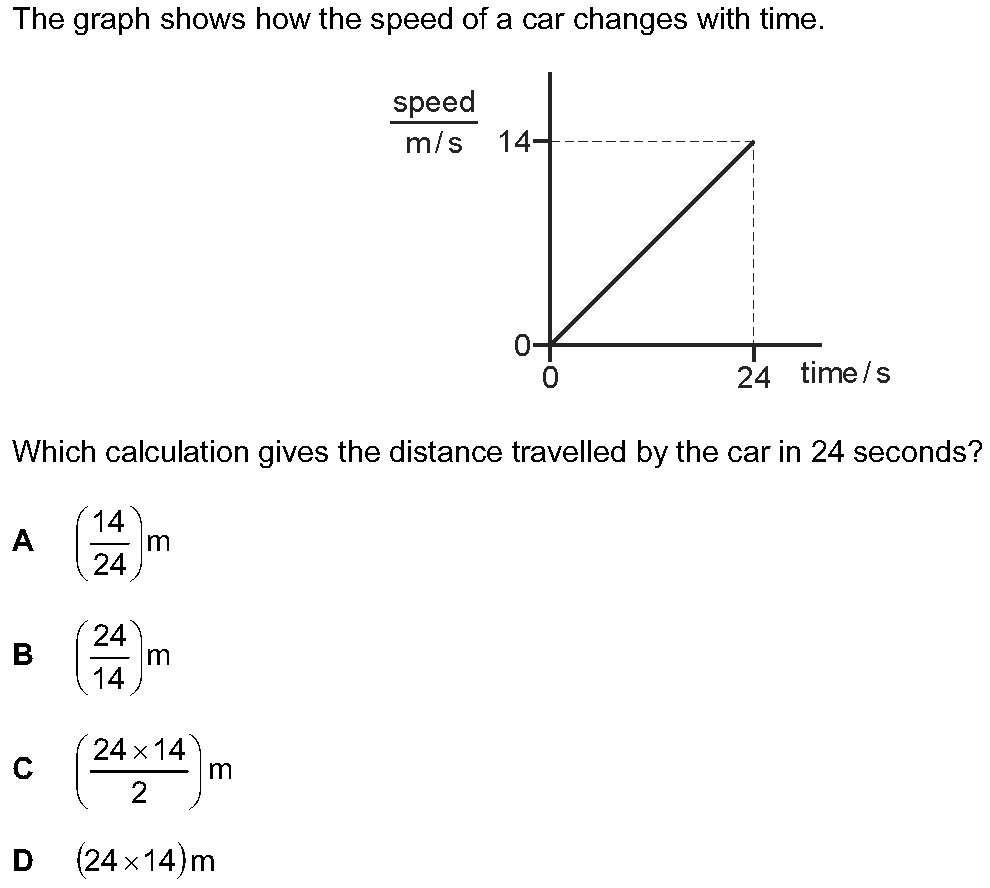 The graph shows how the speed of a car changes with time.
speed
m/s
14
0
0
24
time/s
Which calculation gives the distance travelled by the car in 24 seconds?
A (14/24) m
B (24/14) m
C (24 × 14/2) m
D (24 × 14) m